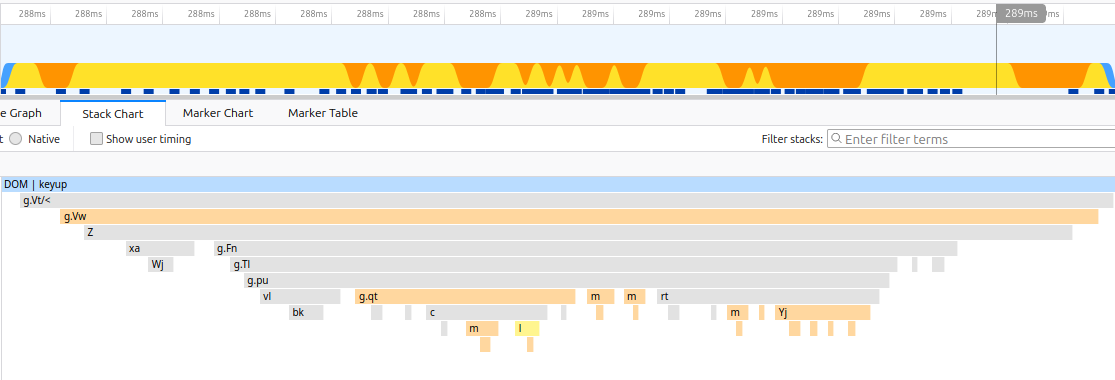 288ms 288ms 288ms 288ms 288ms 288ms 288ms 288ms 288ms 289ms 289ms 289ms 289ms 289ms 289ms 289ms 289ms 289ms
e Graph Stack Chart Marker Chart Marker Table
t Native Show user timing Filter stacks: Enter filter terms
DOM | keyup
g.Vt/<
g.Vw
Z
xa g.Fn
Wj g.Tl
g.pu
vl g.qt m m rt
bk c m Yj
m l